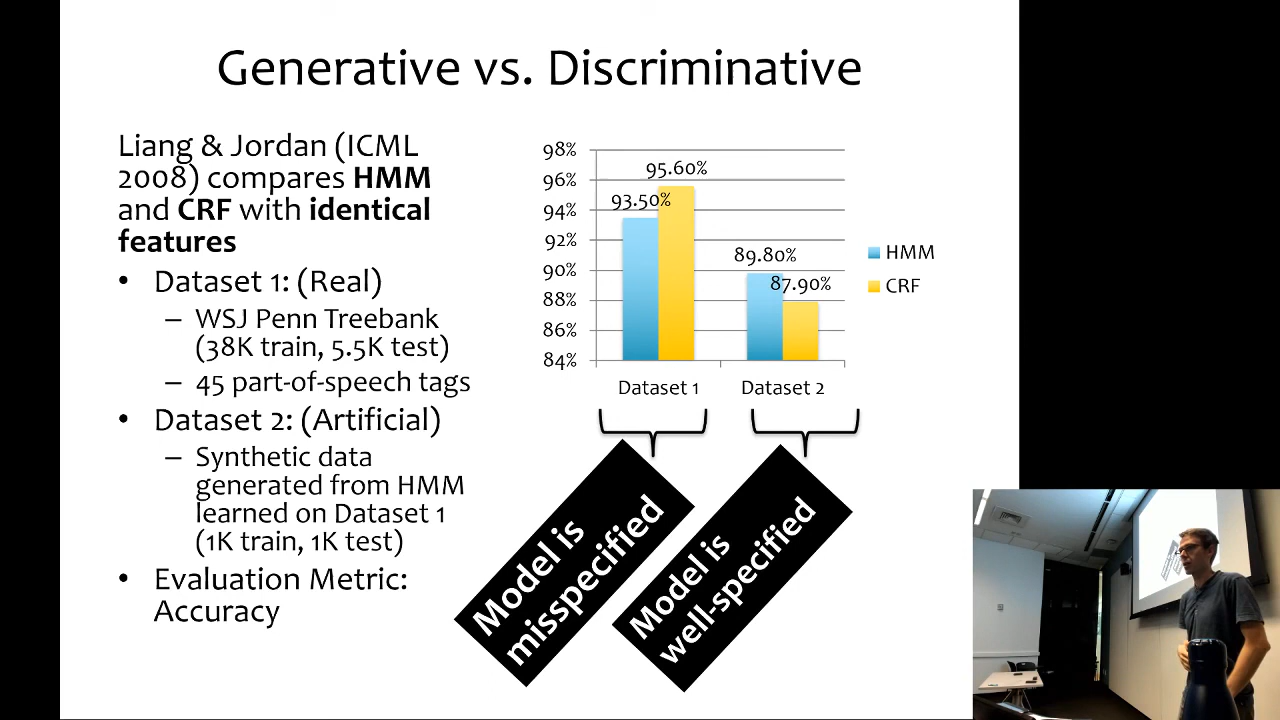 Generative vs. Discriminative
Liang & Jordan (ICML
2008) compares HMM
and CRF with identical
features
• Dataset 1: (Real)
– WSJ Penn Treebank
(38K train, 5.5K test)
– 45 part-of-speech tags
• Dataset 2: (Artificial)
– Synthetic data
generated from HMM
learned on Dataset 1
(1K train, 1K test)
• Evaluation Metric:
Accuracy
98%
96%
94%
92%
90%
88%
86%
84%
93.50%
95.60%
89.80%
87.90%
Dataset 1
Dataset 2
HMM
CRF
Model is
misspecified
Model is
well-specified